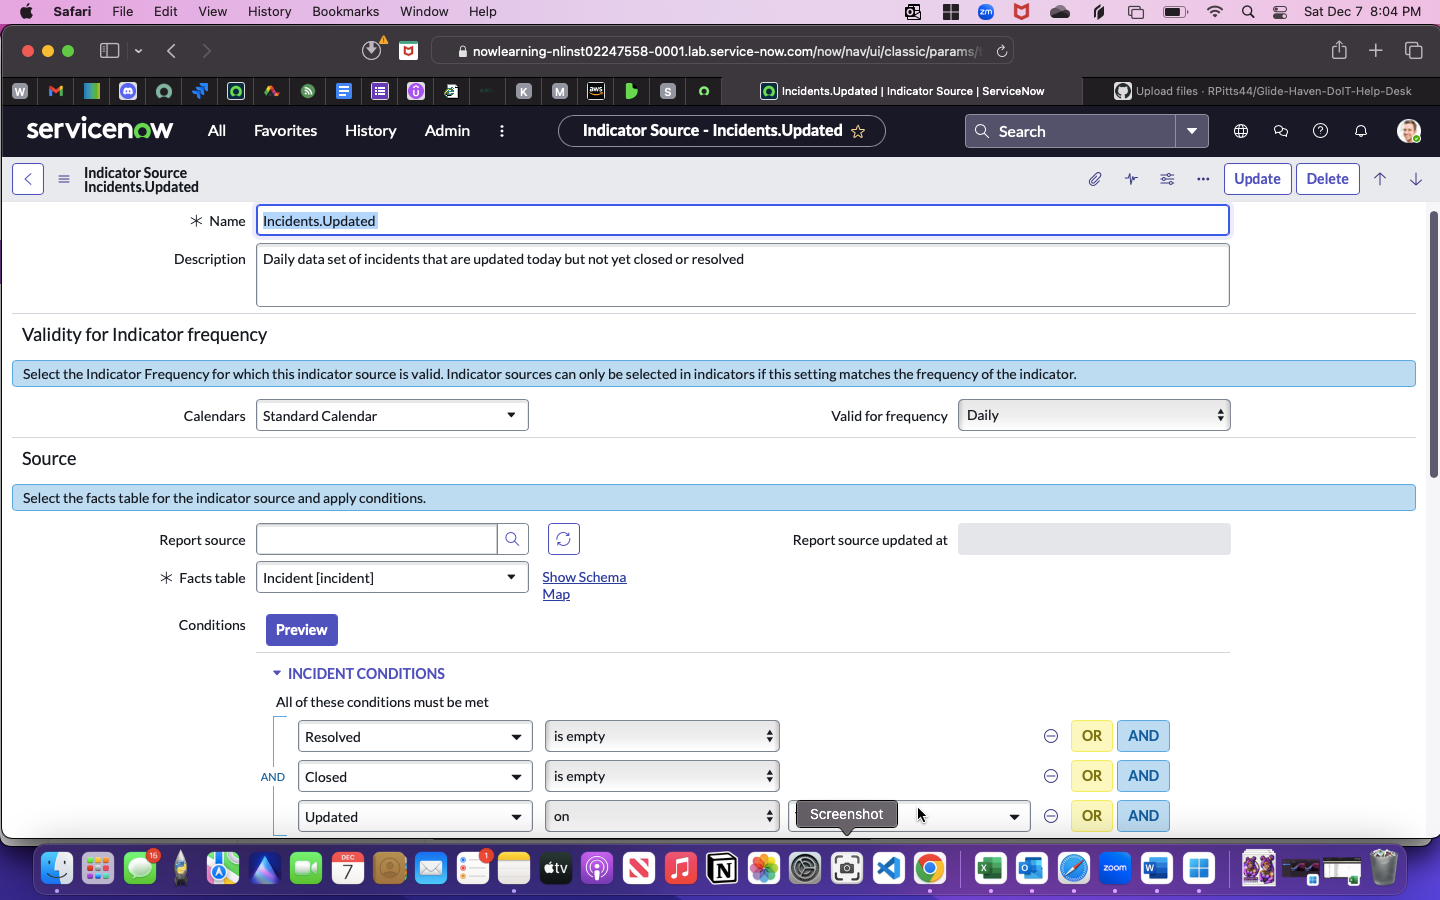 Safari File Edit View History Bookmarks Window Help
zm
Sat Dec 7 8:04 PM
nowlearning-nlinst02247558-0001.lab.service-now.com/now/nav/ui/classic/params/
W
K
M
aws
S
Incidents.Updated | Indicator Source | ServiceNow
Upload files · RPitts44/Glide-Haven-DoIT-Help-Desk
servicenow
All Favorites History Admin
Indicator Source - Incidents.Updated
Search
Indicator Source
Incidents.Updated
Update
Delete
Name
Incidents.Updated
Description
Daily data set of incidents that are updated today but not yet closed or resolved
Validity for Indicator frequency
Select the Indicator Frequency for which this indicator source is valid. Indicator sources can only be selected in indicators if this setting matches the frequency of the indicator.
Calendars
Standard Calendar
Valid for frequency
Daily
Source
Select the facts table for the indicator source and apply conditions.
Report source
Report source updated at
Facts table
Incident [incident]
Show Schema
Map
Conditions
Preview
INCIDENT CONDITIONS
All of these conditions must be met
Resolved
is empty
OR
AND
AND
Closed
is empty
OR
AND
Updated
on
Screenshot
OR
AND
16
DEC
7
1
tv
zoom